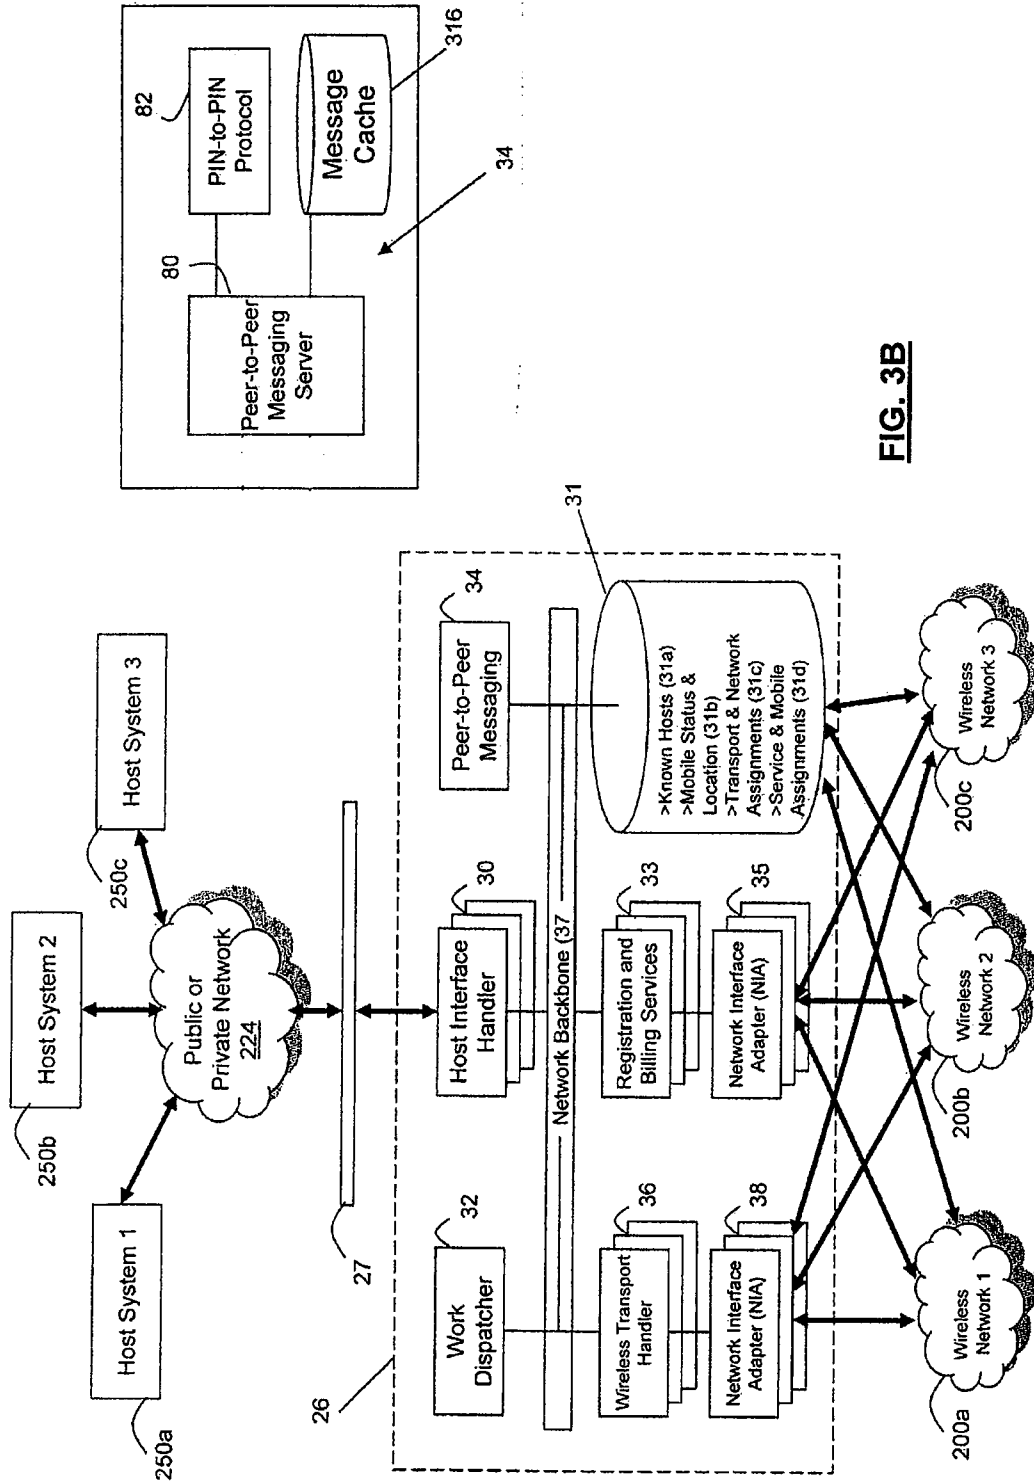 250a
Host System 1
250b
Host System 2
250c
Host System 3
Public or
Private Network
224
27
26
32
Work
Dispatcher
30
Host Interface
Handler
34
Peer-to-Peer
Messaging
Network Backbone (37
36
Wireless Transport
Handler
38
Network Interface
Adapter (NIA)
33
Registration and
Billing Services
35
Network Interface
Adapter (NIA)
31
>Known Hosts (31a)
>Mobile Status &
Location (31b)
>Transport & Network
Assignments (31c)
>Service & Mobile
Assignments (31d)
200a
Wireless
Network 1
200b
Wireless
Network 2
200c
Wireless
Network 3
80
Peer-to-Peer
Messaging
Server
82
PIN-to-PIN
Protocol
Message
Cache
316
34
FIG. 3B